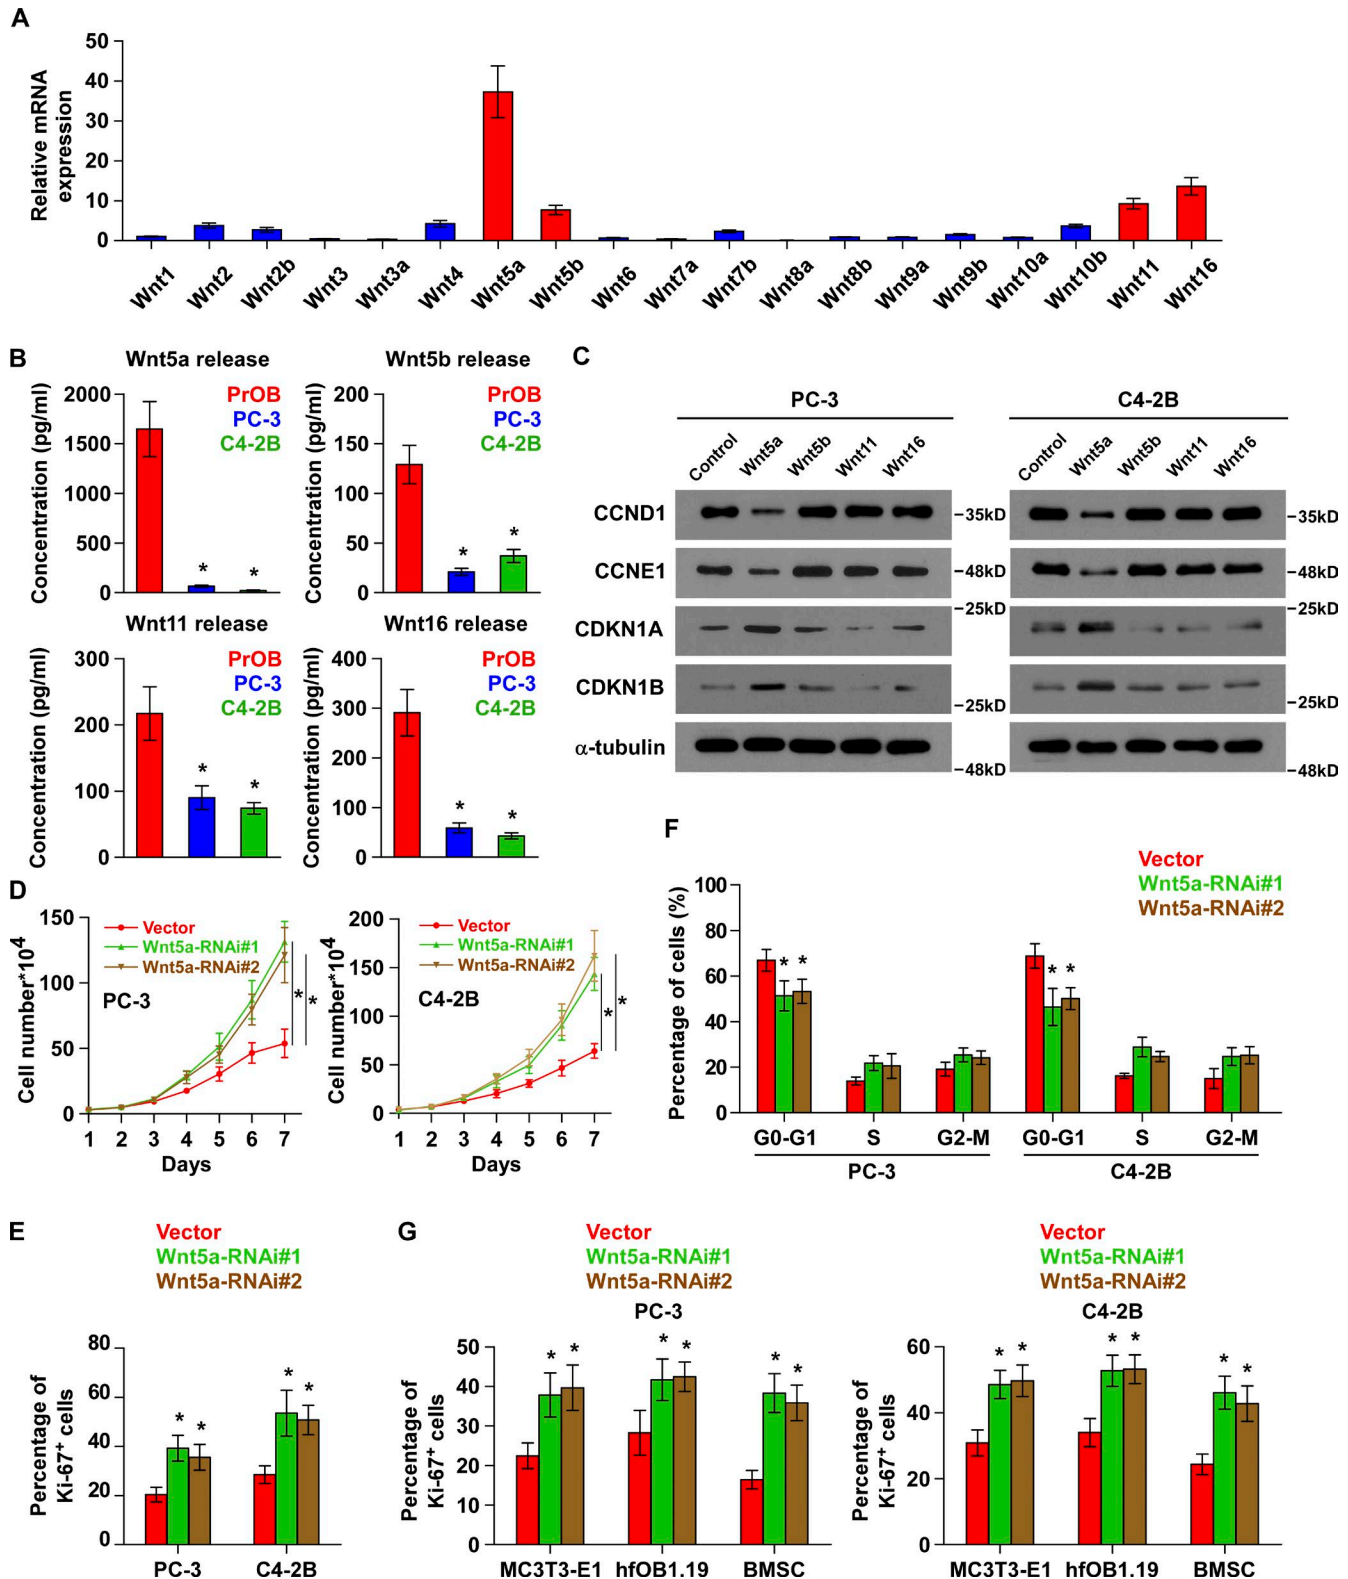 A
Relative mRNA
expression
50
40
30
20
10
0
Wnt1 Wnt2 Wnt2b Wnt3 Wnt3a Wnt4 Wnt5a Wnt5b Wnt6 Wnt7a Wnt7b Wnt8a Wnt8b Wnt9a Wnt9b Wnt10a Wnt10b Wnt11 Wnt16
B
Wnt5a release
Concentration (pg/ml)
2000
1500
1000
500
0
PrOB
PC-3
C4-2B
* *
Wnt5b release
Concentration (pg/ml)
200
150
100
50
0
PrOB
PC-3
C4-2B
* *
Wnt11 release
Concentration (pg/ml)
300
200
100
0
PrOB
PC-3
C4-2B
* *
Wnt16 release
Concentration (pg/ml)
400
300
200
100
0
PrOB
PC-3
C4-2B
* *
C
PC-3 C4-2B
Control Wnt5a Wnt5b Wnt11 Wnt16 Control Wnt5a Wnt5b Wnt11 Wnt16
CCND1 –35kD –35kD
CCNE1 –48kD –48kD
–25kD –25kD
CDKN1A
CDKN1B
–25kD –25kD
α-tubulin
–48kD –48kD
D
Cell number*10⁴
150
100
50
0
Vector
Wnt5a-RNAi#1
Wnt5a-RNAi#2
PC-3
* *
1 2 3 4 5 6 7
Days
Cell number*10⁴
200
150
100
50
0
Vector
Wnt5a-RNAi#1
Wnt5a-RNAi#2
C4-2B
* *
1 2 3 4 5 6 7
Days
F
Vector
Wnt5a-RNAi#1
Wnt5a-RNAi#2
Percentage of cells (%)
100
80
60
40
20
0
* * * *
G0-G1 S G2-M G0-G1 S G2-M
PC-3 C4-2B
E
Vector
Wnt5a-RNAi#1
Wnt5a-RNAi#2
Percentage of
Ki-67⁺ cells
80
60
40
20
0
* * * *
PC-3 C4-2B
G
Vector
Wnt5a-RNAi#1
Wnt5a-RNAi#2
PC-3
Percentage of
Ki-67⁺ cells
50
40
30
20
10
0
* * * * * *
MC3T3-E1 hfOB1.19 BMSC
Vector
Wnt5a-RNAi#1
Wnt5a-RNAi#2
C4-2B
Percentage of
Ki-67⁺ cells
60
40
20
0
* * * * * *
MC3T3-E1 hfOB1.19 BMSC